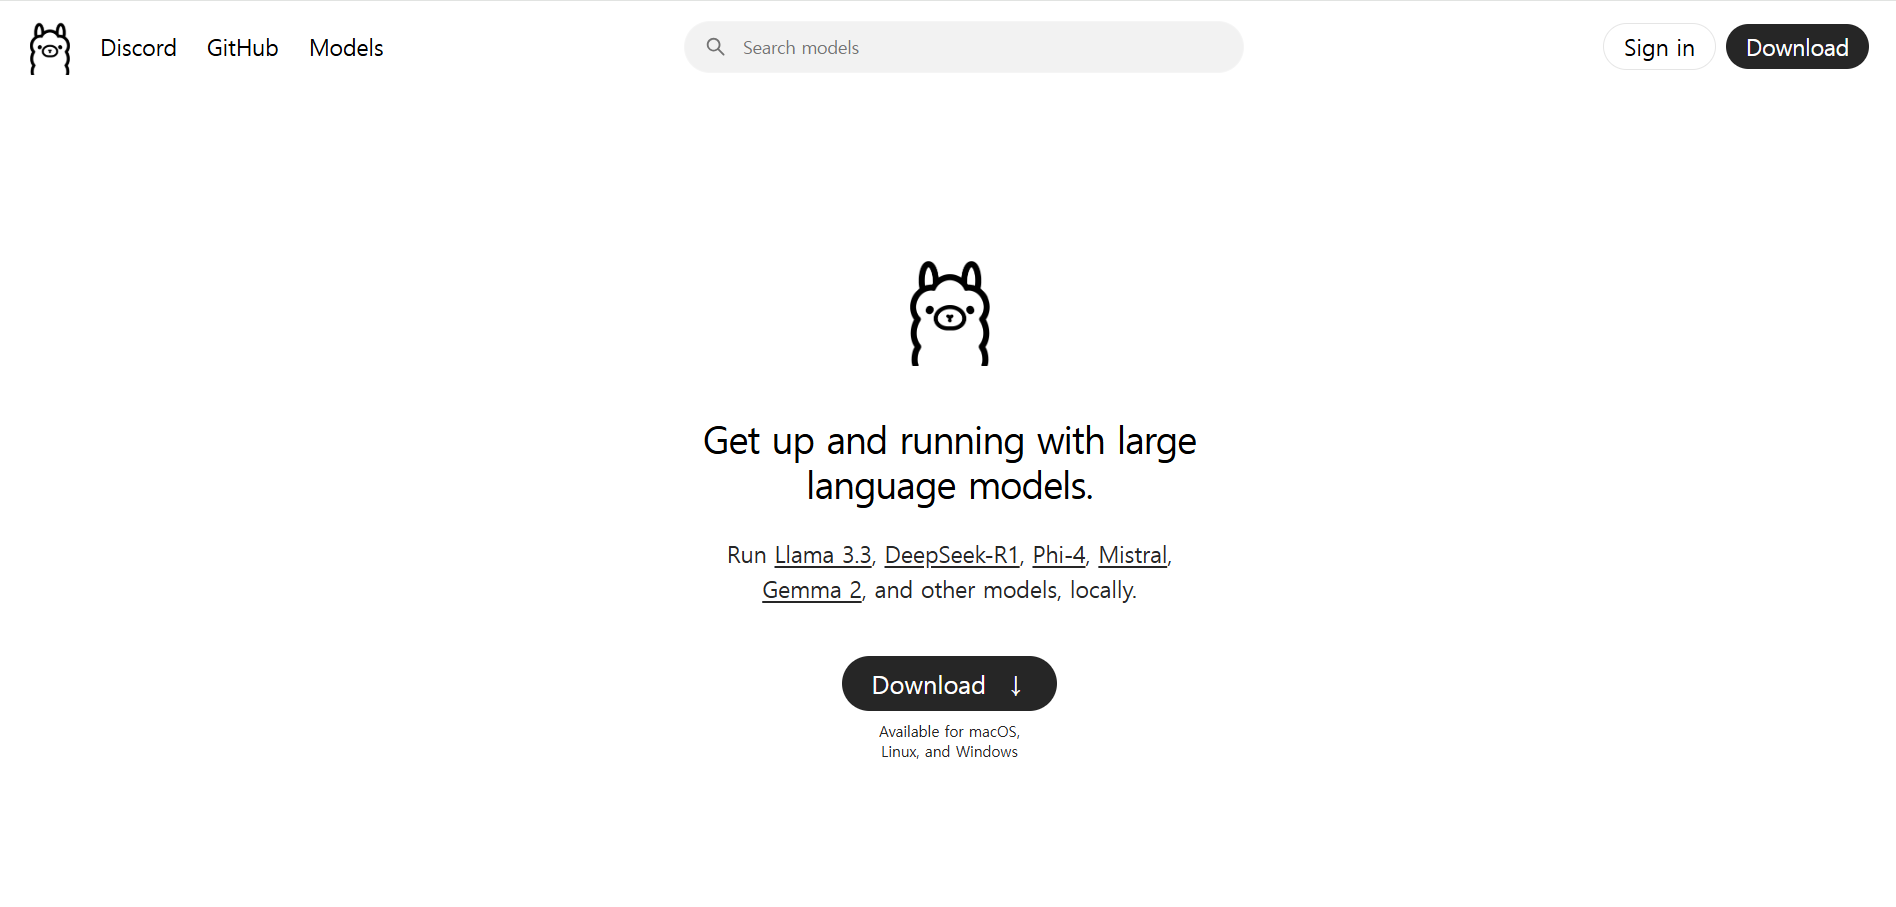 Discord GitHub Models Search models Sign in Download
Get up and running with large
language models.
Run Llama 3.3, DeepSeek-R1, Phi-4, Mistral,
Gemma 2, and other models, locally.
Download ↓
Available for macOS,
Linux, and Windows